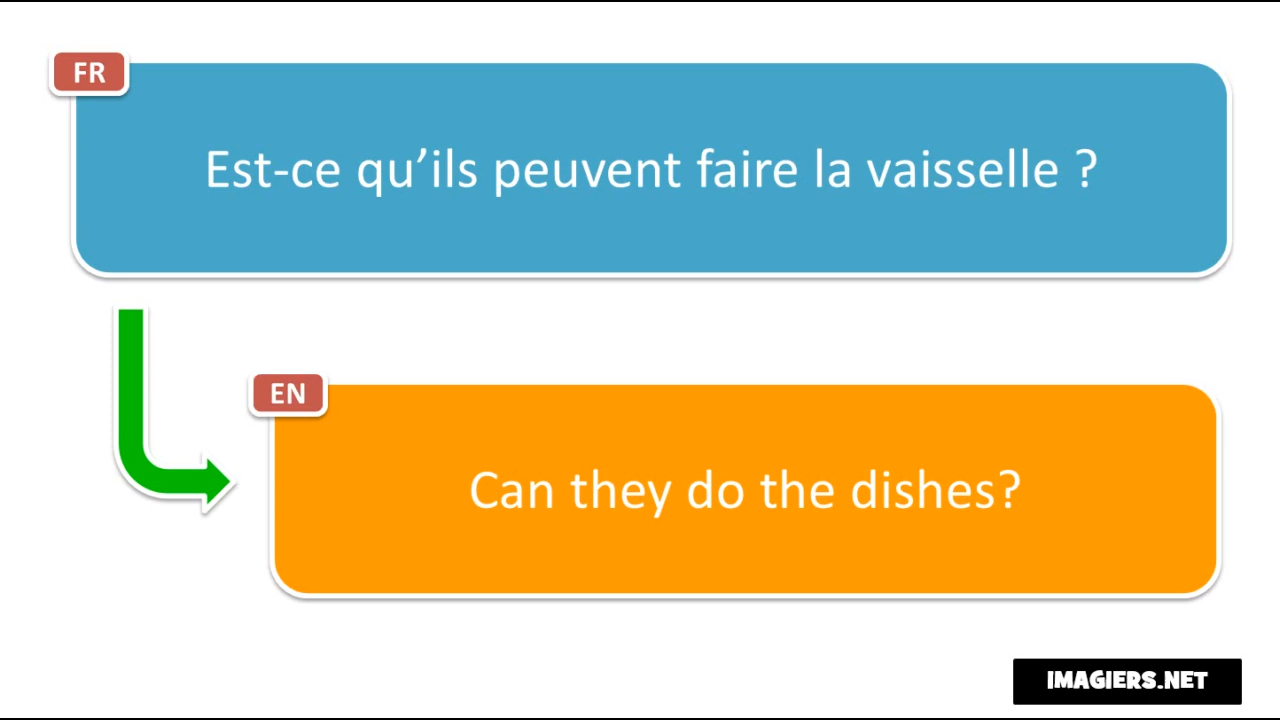 FR
Est-ce qu’ils peuvent faire la vaisselle ?
EN
Can they do the dishes?
IMAGIERS.NET